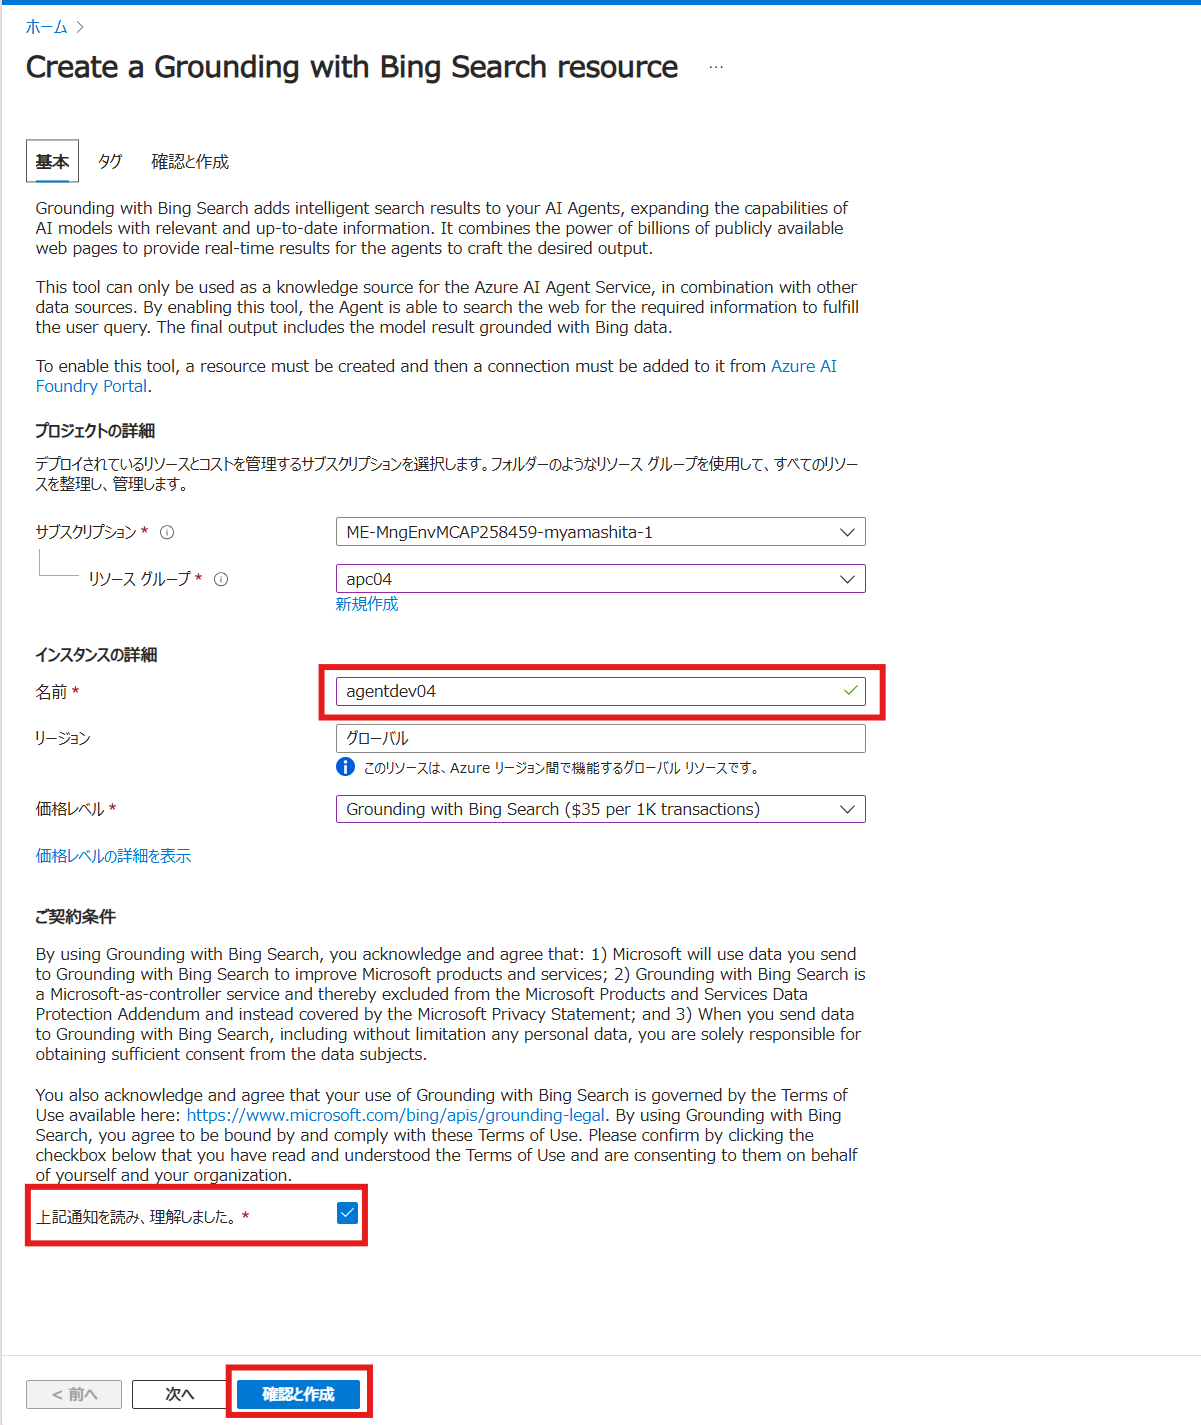 ホーム >
Create a Grounding with Bing Search resource ...
基本 タグ 確認と作成
Grounding with Bing Search adds intelligent search results to your AI Agents, expanding the capabilities of
AI models with relevant and up-to-date information. It combines the power of billions of publicly available
web pages to provide real-time results for the agents to craft the desired output.
This tool can only be used as a knowledge source for the Azure AI Agent Service, in combination with other
data sources. By enabling this tool, the Agent is able to search the web for the required information to fulfill
the user query. The final output includes the model result grounded with Bing data.
To enable this tool, a resource must be created and then a connection must be added to it from Azure AI
Foundry Portal.
プロジェクトの詳細
デプロイされているリソースとコストを管理するサブスクリプションを選択します。フォルダーのようなリソース グループを使用して、すべてのリソー
スを整理し、管理します。
サブスクリプション * ME-MngEnvMCAP258459-myamashita-1
リソース グループ * apc04
新規作成
インスタンスの詳細
名前 * agentdev04
リージョン グローバル
このリソースは、Azure リージョン間で機能するグローバル リソースです。
価格レベル * Grounding with Bing Search ($35 per 1K transactions)
価格レベルの詳細を表示
ご契約条件
By using Grounding with Bing Search, you acknowledge and agree that: 1) Microsoft will use data you send
to Grounding with Bing Search to improve Microsoft products and services; 2) Grounding with Bing Search is
a Microsoft-as-controller service and thereby excluded from the Microsoft Products and Services Data
Protection Addendum and instead covered by the Microsoft Privacy Statement; and 3) When you send data
to Grounding with Bing Search, including without limitation any personal data, you are solely responsible for
obtaining sufficient consent from the data subjects.
You also acknowledge and agree that your use of Grounding with Bing Search is governed by the Terms of
Use available here: https://www.microsoft.com/bing/apis/grounding-legal. By using Grounding with Bing
Search, you agree to be bound by and comply with these Terms of Use. Please confirm by clicking the
checkbox below that you have read and understood the Terms of Use and are consenting to them on behalf
of yourself and your organization.
上記通知を読み、理解しました。 *
< 前へ 次へ 確認と作成